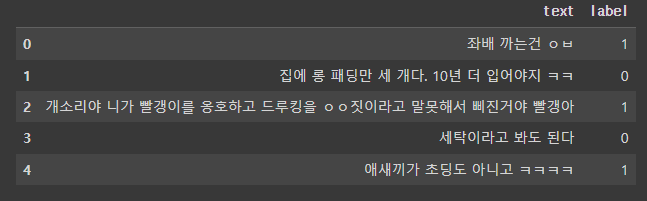 text label
0 좌배 까는건 ㅇㅂ 1
1 집에 롱 패딩만 세 개다. 10년 더 입어야지 ㅋㅋ 0
2 개소리야 니가 빨갱이를 옹호하고 드루킹을 ㅇㅇ짓이라고 말못해서 삐진거야 빨갱아 1
3 세탁이라고 봐도 된다 0
4 애새끼가 초딩도 아니고 ㅋㅋㅋㅋ 1